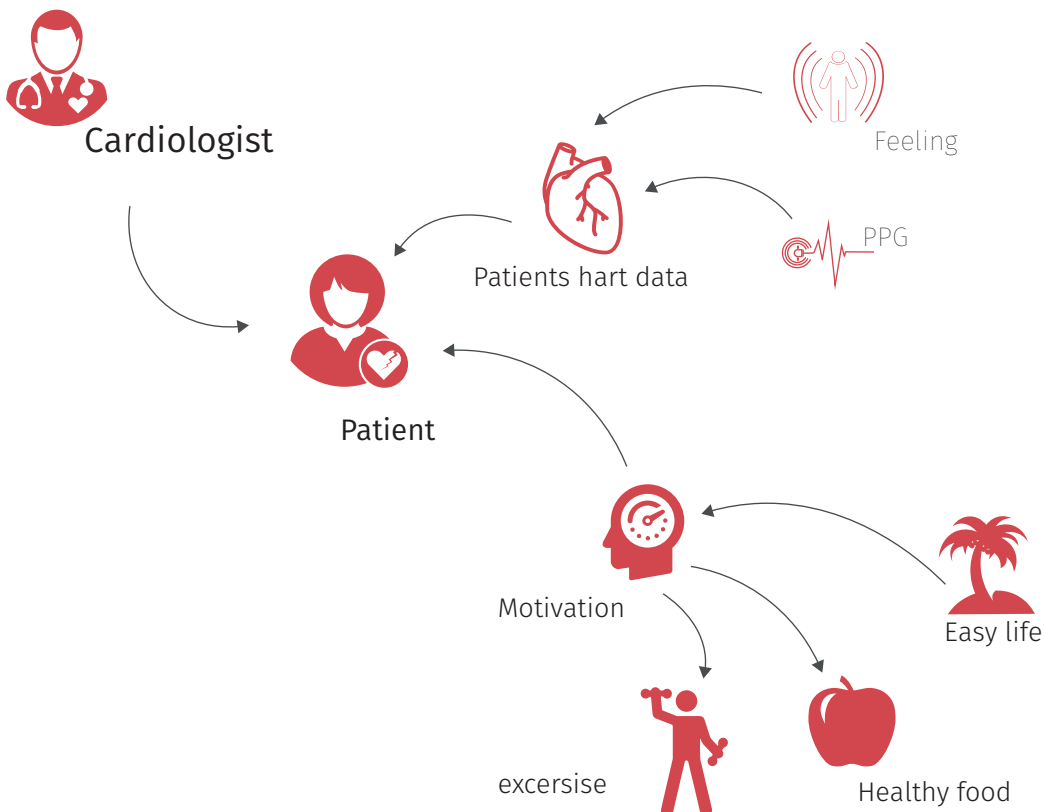 Cardiologist
Feeling
PPG
Patients hart data
Patient
Motivation
Easy life
excersise
Healthy food